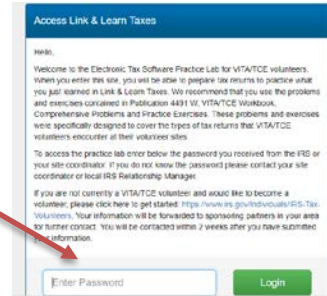 Access Link & Learn Taxes
Hello,
Welcome to the Electronic Tax Software Practice Lab for VITA/TCE volunteers.
When you enter this site, you will be able to prepare tax returns to practice what
you just learned in Link & Learn Taxes. We recommend that you use the problems
and exercises contained in Publication 4491 W, VITA/TCE Workbook,
Comprehensive Problems and Practice Exercises. These problems and exercises
were specifically designed to cover the types of tax returns that VITA/TCE
volunteers encounter at their volunteer sites.
To access the practice lab enter below the password you received from the IRS or
your site coordinator. If you do not know the password please contact your site
coordinator or local IRS Relationship Manager.
If you are not currently a VITA/TCE volunteer and would like to become a
volunteer, please click here to get started: https://www.irs.gov/Individuals/IRS-Tax-
Volunteers. Your information will be forwarded to sponsoring partners in your area
for further contact. You will be contacted within 2 weeks after you have submitted
your information.
Enter Password
Login